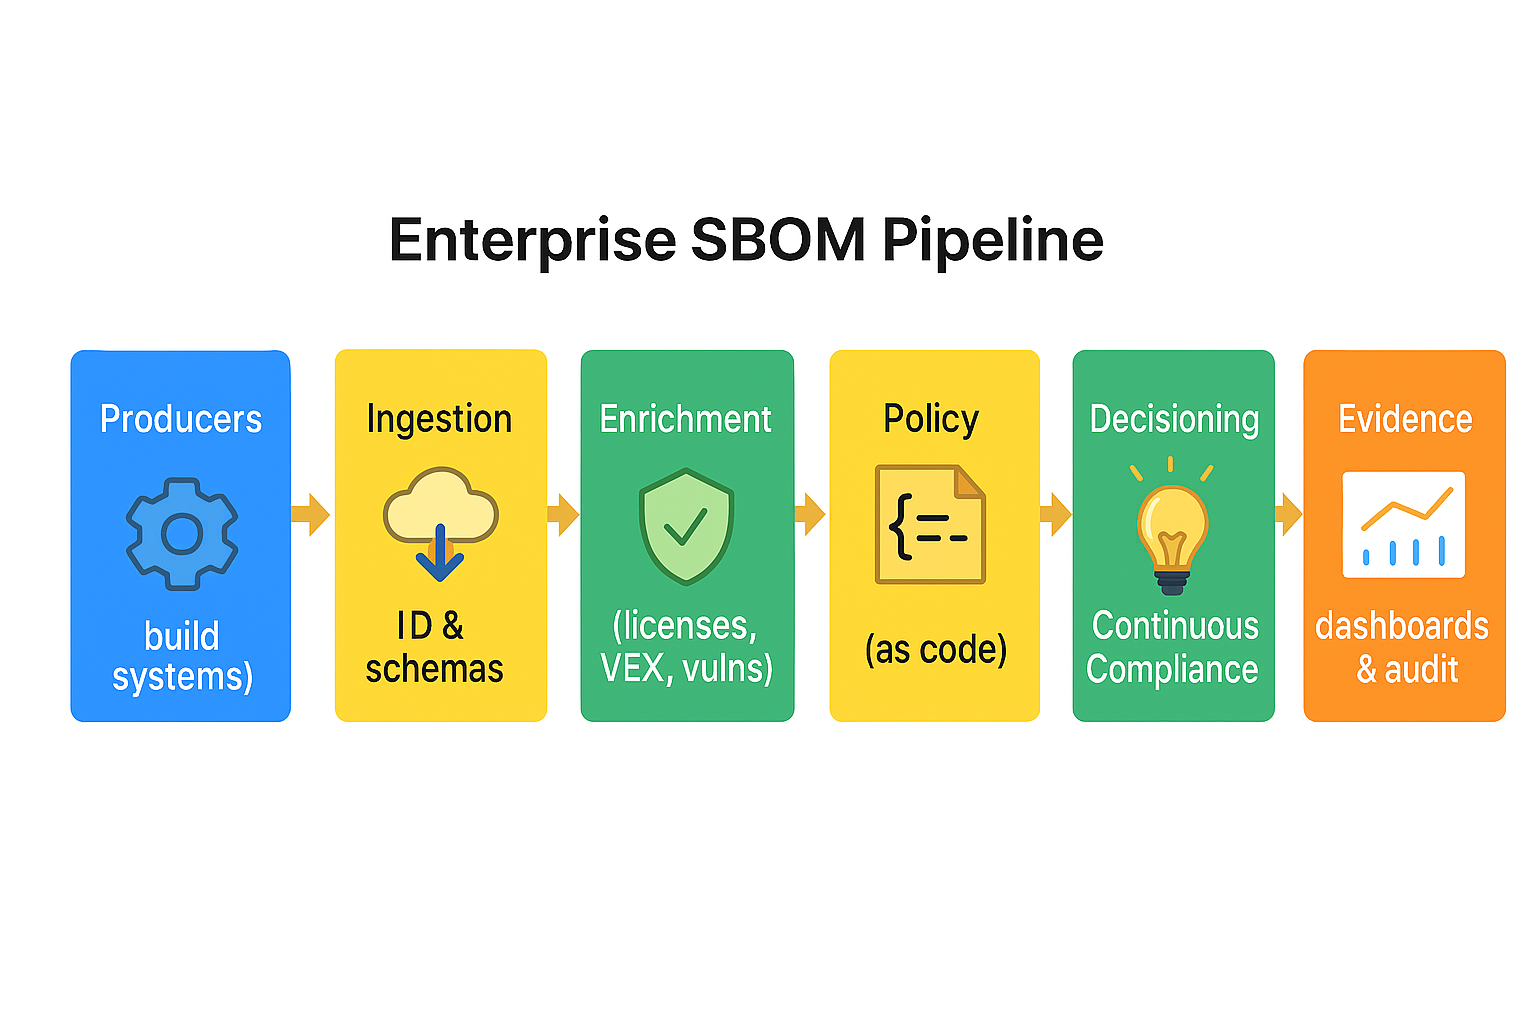 Enterprise SBOM Pipeline
Producers
build
systems)
Ingestion
ID &
schemas
Enrichment
(licenses,
VEX, vulns)
Policy
{=
=-
(as code)
Decisioning
Continuous
Compliance
Evidence
dashboards
& audit